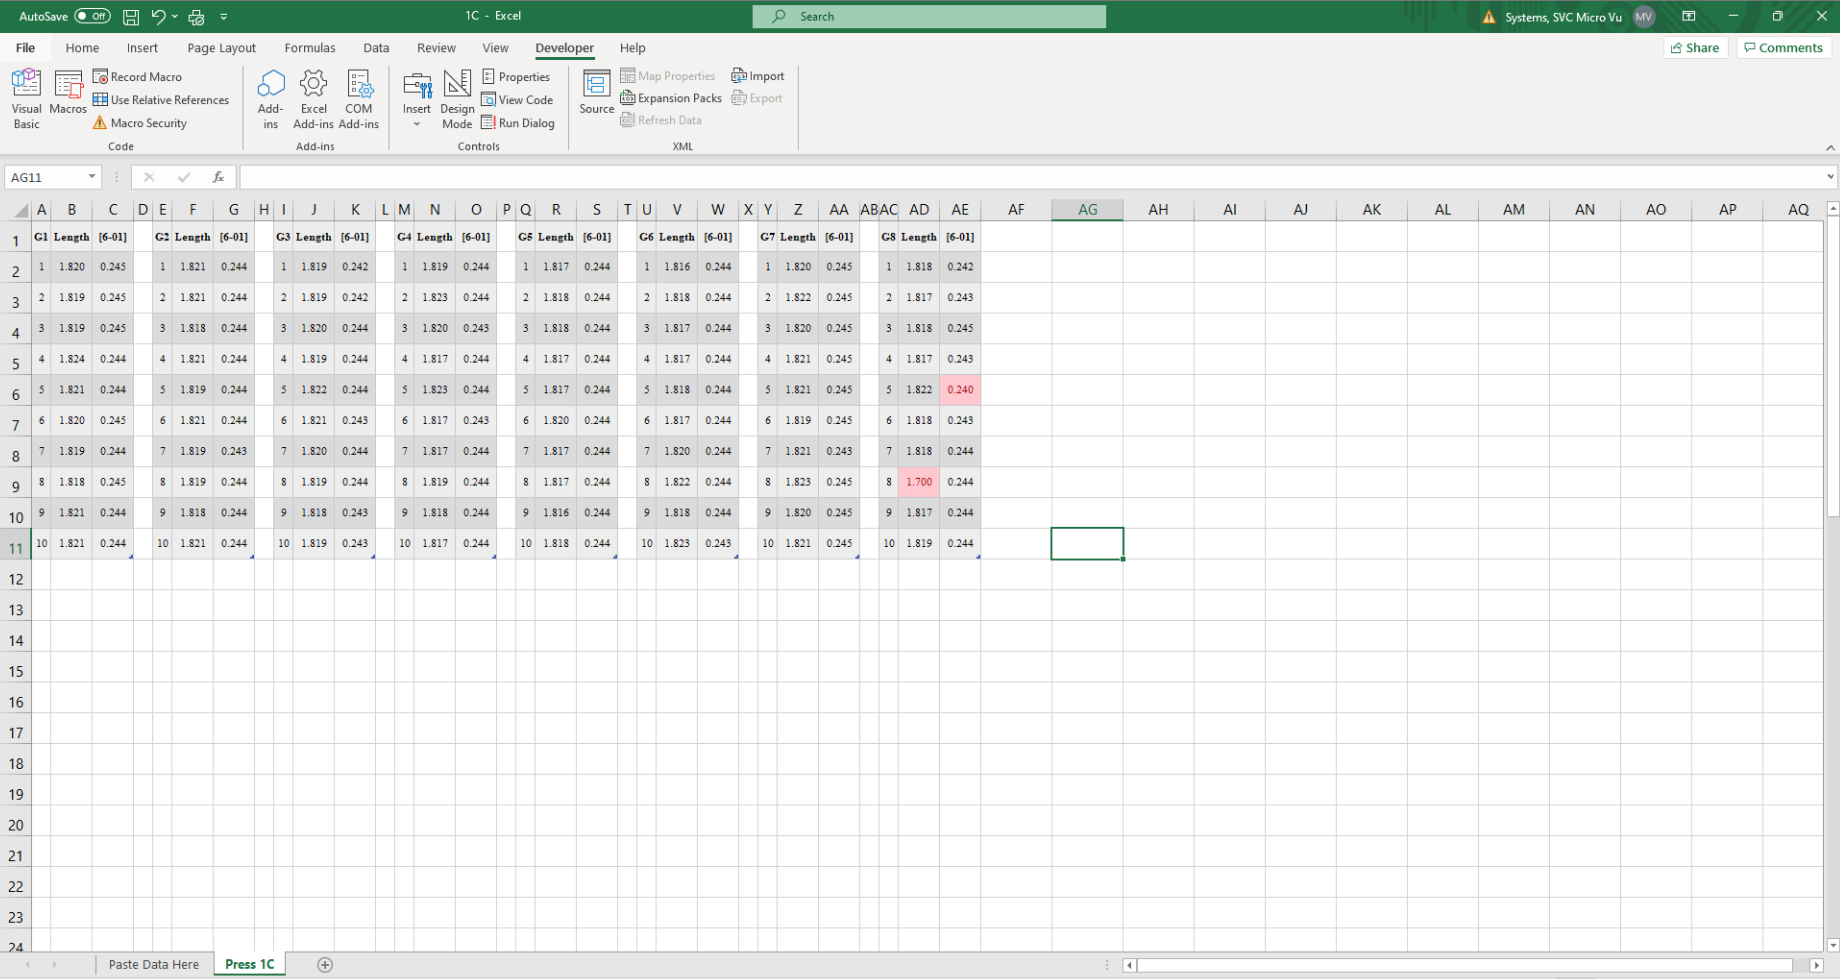 AutoSave Off 1C - Excel Search Systems, SVC Micro Vu MV
File Home Insert Page Layout Formulas Data Review View Developer Help Share Comments
Visual Basic Macros Record Macro Use Relative References Macro Security Code
Add-ins Excel Add-ins COM Add-ins Add-ins
Insert Design Mode Properties View Code Run Dialog Controls
Source Map Properties Expansion Packs Refresh Data Import Export XML
AG11 fx
A B C D E F G H I J K L M N O P Q R S T U V W X Y Z AA AB AC AD AE AF AG AH AI AJ AK AL AM AN AO AP AQ
1 G1 Length [6-01] G2 Length [6-01] G3 Length [6-01] G4 Length [6-01] G5 Length [6-01] G6 Length [6-01] G7 Length [6-01] G8 Length [6-01]
2 1 1.820 0.245 1 1.821 0.244 1 1.819 0.242 1 1.819 0.244 1 1.817 0.244 1 1.816 0.244 1 1.820 0.245 1 1.818 0.242
3 2 1.819 0.245 2 1.821 0.244 2 1.819 0.242 2 1.823 0.244 2 1.818 0.244 2 1.818 0.244 2 1.822 0.245 2 1.817 0.243
4 3 1.819 0.245 3 1.818 0.244 3 1.820 0.244 3 1.820 0.243 3 1.818 0.244 3 1.817 0.244 3 1.820 0.245 3 1.818 0.245
5 4 1.824 0.244 4 1.821 0.244 4 1.819 0.244 4 1.817 0.244 4 1.817 0.244 4 1.817 0.244 4 1.821 0.245 4 1.817 0.243
6 5 1.821 0.244 5 1.819 0.244 5 1.822 0.244 5 1.823 0.244 5 1.817 0.244 5 1.818 0.244 5 1.821 0.245 5 1.822 0.240
7 6 1.820 0.245 6 1.821 0.244 6 1.821 0.243 6 1.817 0.243 6 1.820 0.244 6 1.817 0.244 6 1.819 0.245 6 1.818 0.243
8 7 1.819 0.244 7 1.819 0.243 7 1.820 0.244 7 1.817 0.244 7 1.817 0.244 7 1.820 0.244 7 1.821 0.243 7 1.818 0.244
9 8 1.818 0.245 8 1.819 0.244 8 1.819 0.244 8 1.819 0.244 8 1.817 0.244 8 1.822 0.244 8 1.823 0.245 8 1.700 0.244
10 9 1.821 0.244 9 1.818 0.244 9 1.818 0.243 9 1.818 0.244 9 1.816 0.244 9 1.818 0.244 9 1.820 0.245 9 1.817 0.244
11 10 1.821 0.244 10 1.821 0.244 10 1.819 0.243 10 1.817 0.244 10 1.818 0.244 10 1.823 0.243 10 1.821 0.245 10 1.819 0.244
12
13
14
15
16
17
18
19
20
21
22
23
24
Paste Data Here Press 1C